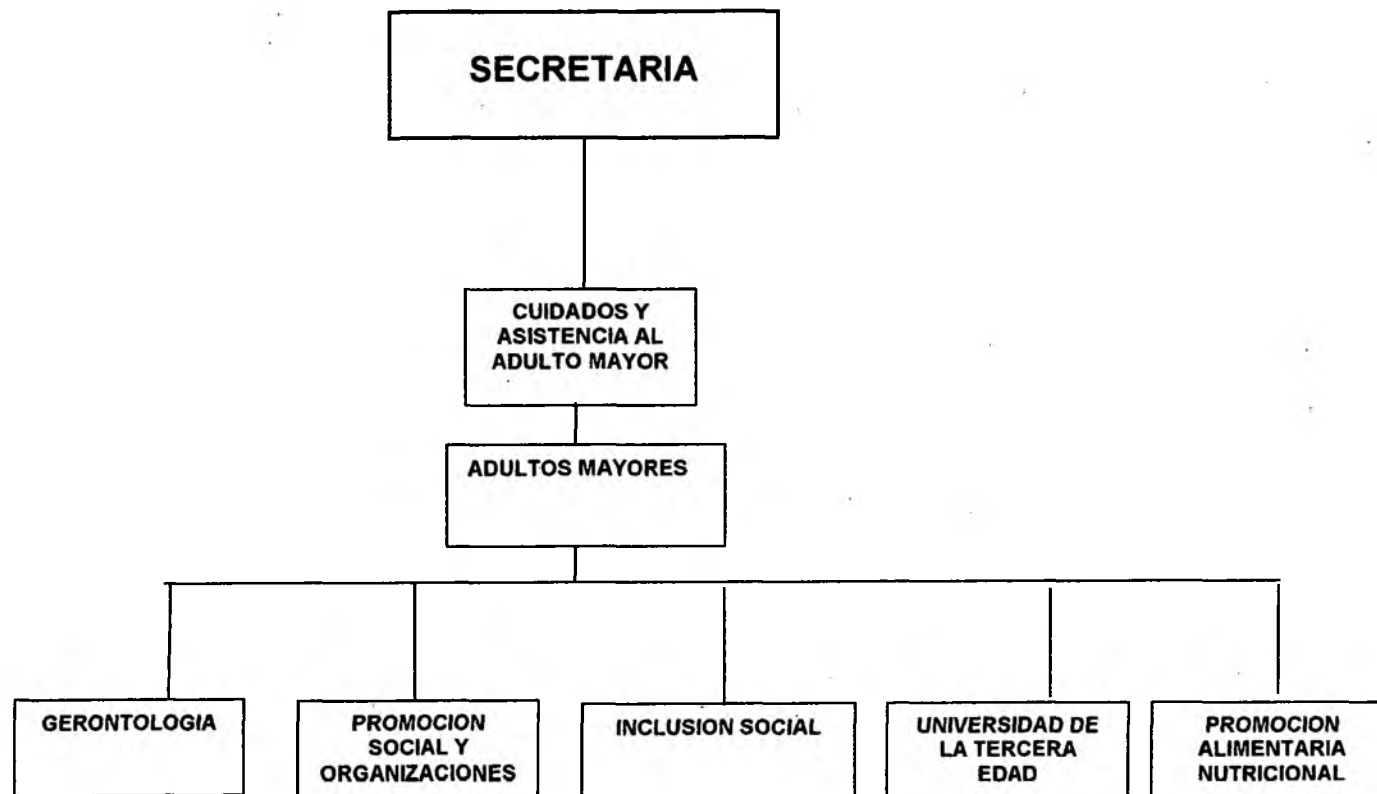 SECRETARIA
CUIDADOS Y
ASISTENCIA AL
ADULTO MAYOR
ADULTOS MAYORES
GERONTOLOGIA
PROMOCION
SOCIAL Y
ORGANIZACIONES
INCLUSION SOCIAL
UNIVERSIDAD DE
LA TERCERA
EDAD
PROMOCION
ALIMENTARIA
NUTRICIONAL